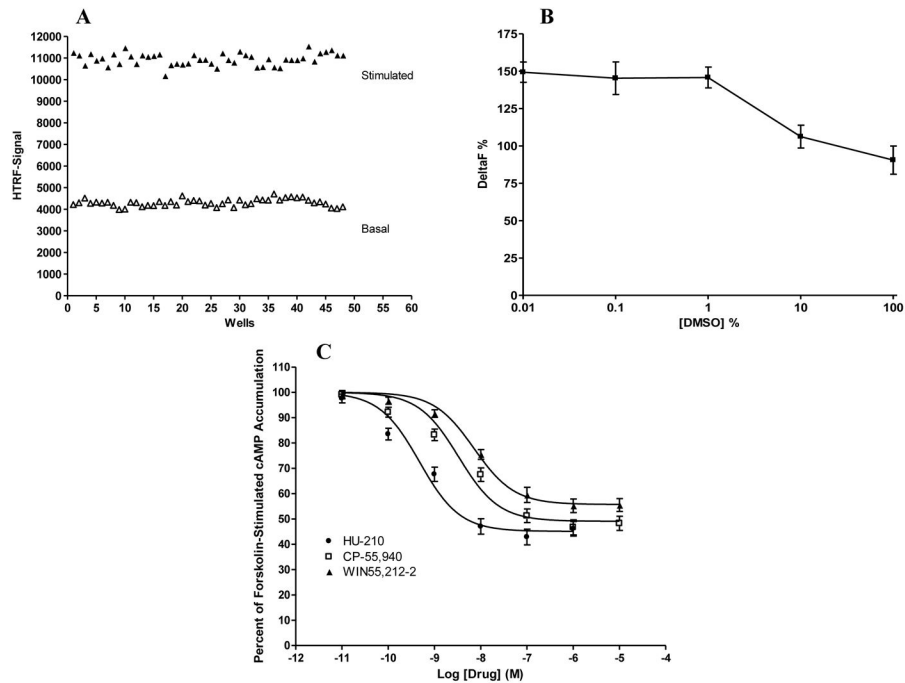 A
12000
11000
10000
9000
8000
7000
6000
5000
4000
3000
2000
1000
0
HTRF-Signal
Stimulated
Basal
0 5 10 15 20 25 30 35 40 45 50 55 60
Wells
B
175
150
125
100
75
50
25
0
DeltaF %
0.01 0.1 1 10 100
[DMSO] %
C
110
100
90
80
70
60
50
40
30
20
10
0
Percent of Forskolin-Stimulated cAMP Accumulation
HU-210
CP-55,940
WIN55,212-2
-12 -11 -10 -9 -8 -7 -6 -5 -4
Log [Drug] (M)